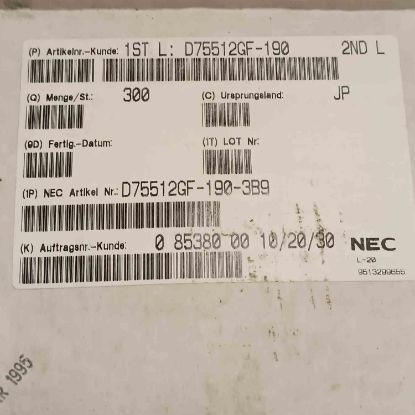 (P) Artikelnr.-Kunde: 1ST L: D75512GF-190 2ND L
(Q) Menge/St.: 300 (C) Ursprungsland: JP
(9D) Fertig.-Datum: (1T) LOT Nr:
(1P) NEC Artikel Nr: D75512GF-190-3B9
(K) Auftragsnr.-Kunde: 0 85380 00 10/20/30 NEC
L-20
9513299555
R 1995